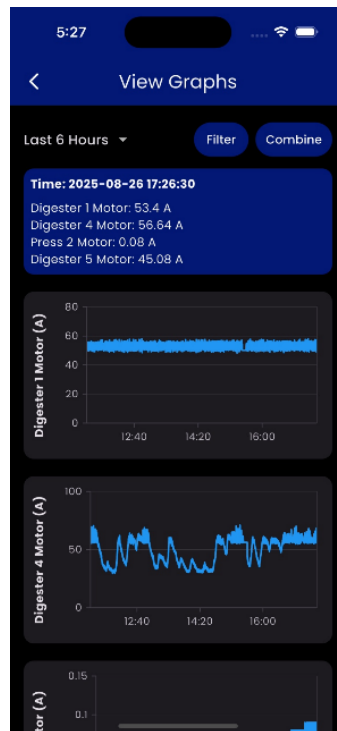 5:27
View Graphs
Last 6 Hours
Filter
Combine
Time: 2025-08-26 17:26:30
Digester 1 Motor: 53.4 A
Digester 4 Motor: 56.64 A
Press 2 Motor: 0.08 A
Digester 5 Motor: 45.08 A
Digester 1 Motor (A)
80
60
40
20
0
12:40 14:20 16:00
Digester 4 Motor (A)
100
50
0
12:40 14:20 16:00
tor (A)
0.15
0.1